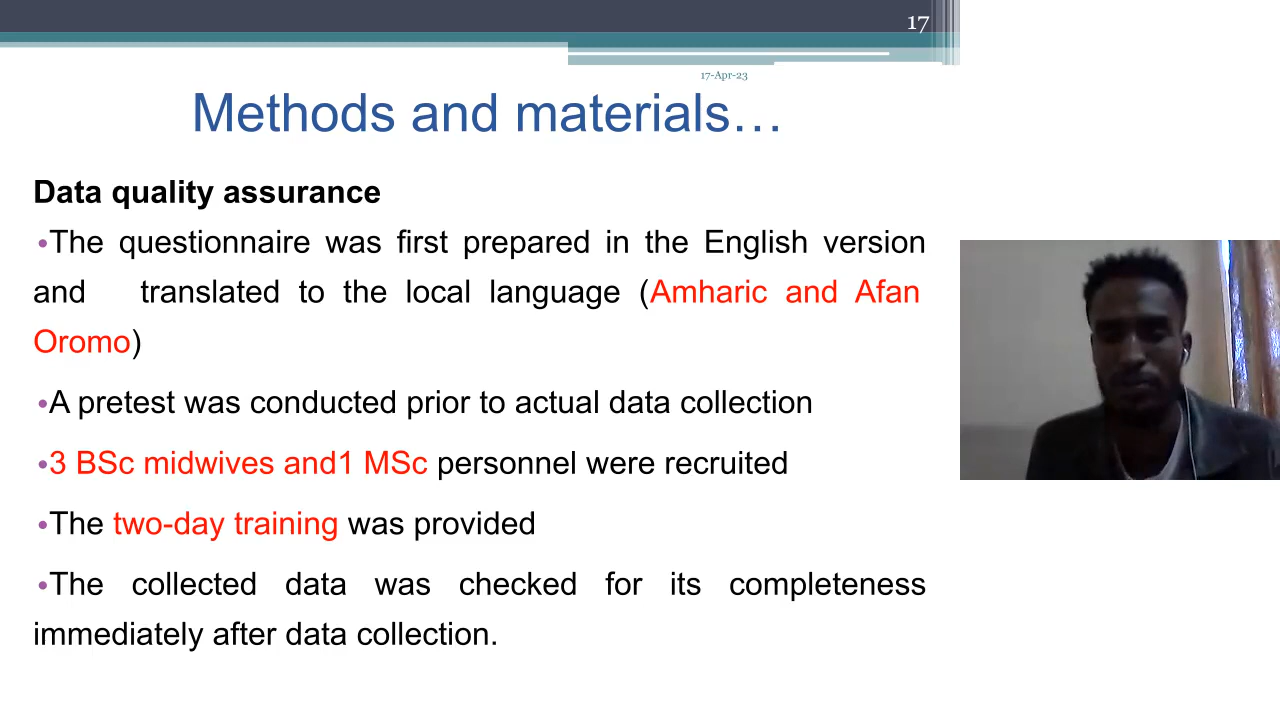 17
17-Apr-23
Methods and materials…
Data quality assurance
•The questionnaire was first prepared in the English version
and translated to the local language (Amharic and Afan
Oromo)
•A pretest was conducted prior to actual data collection
•3 BSc midwives and1 MSc personnel were recruited
•The two-day training was provided
•The collected data was checked for its completeness
immediately after data collection.